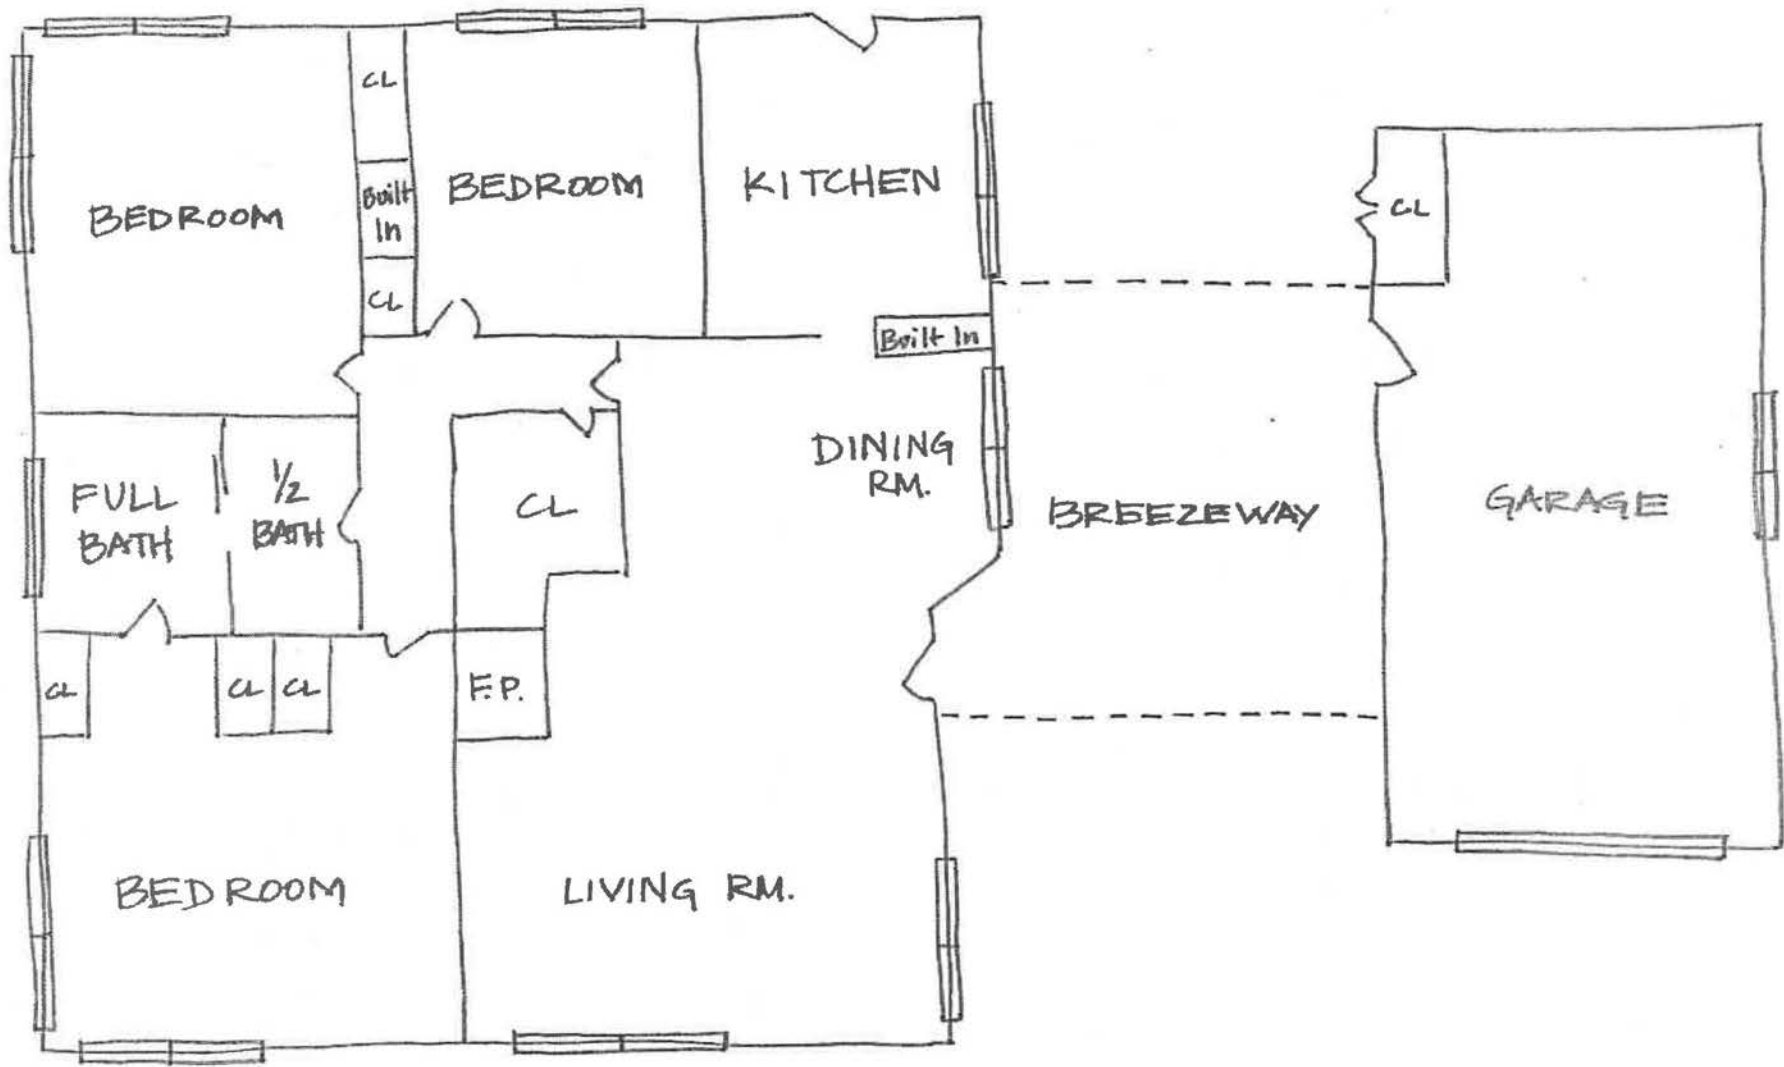 CL
Built
In
CL
BEDROOM
BEDROOM
KITCHEN
CL
Built In
DINING
RM.
FULL
BATH
1/2
BATH
CL
BREEZEWAY
GARAGE
CL
CL
CL
F.P.
BEDROOM
LIVING RM.